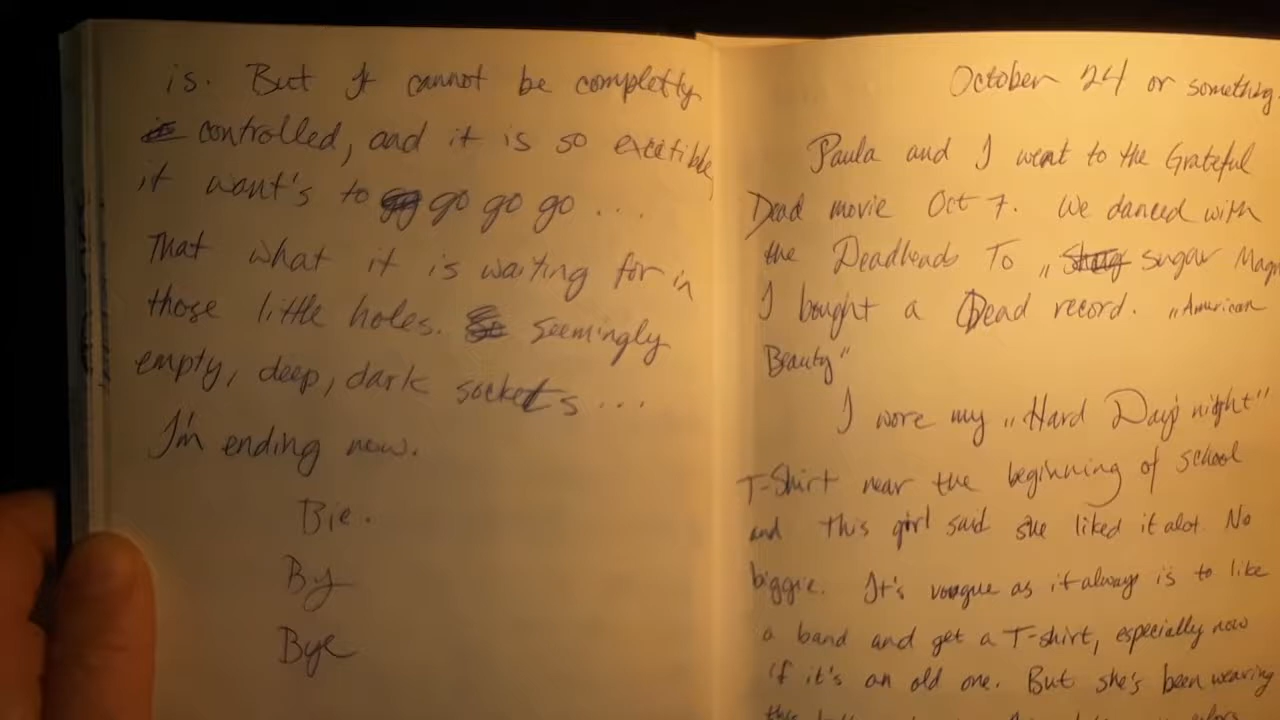 is. But It cannot be completty
controlled, and it is so exctible,
it want's to go go go ...
That what it is waiting for in
those little holes. Seemingly
empty, deep, dark sockets ...
I'm ending now.
Bie.
By
Bye
October 24 or something.
Paula and I went to the Grateful
Dead movie Oct 7. We danced with
the Deadheads To „ sugar Magn
I bought a Dead record. „American
Beauty"
I wore my „Hard Day's night"
T-Shirt near the beginning of school
and this girl said she liked it alot. No
biggie. It's vougue as it always is to like
a band and get a T-shirt, especially now
if it's an old one. But she's been wearing
this